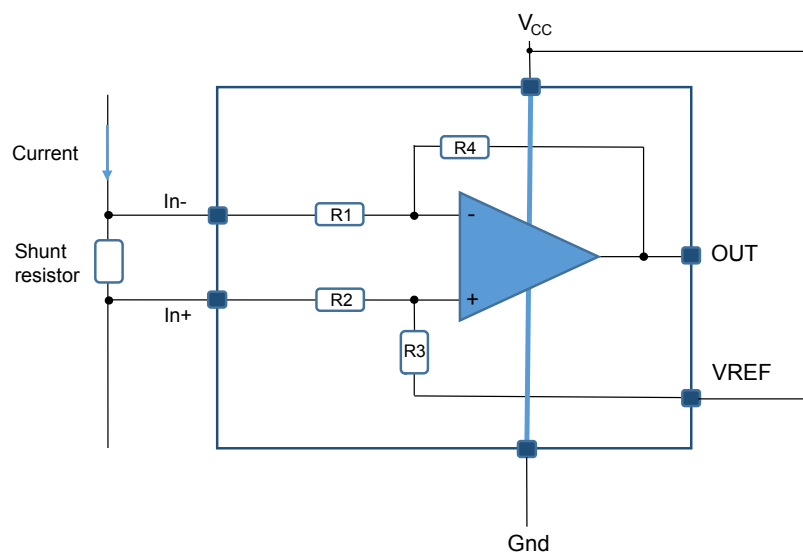 VCC
R4
Current
In-
R1
-
Shunt
resistor
OUT
R2
+
In+
R3
VREF
Gnd